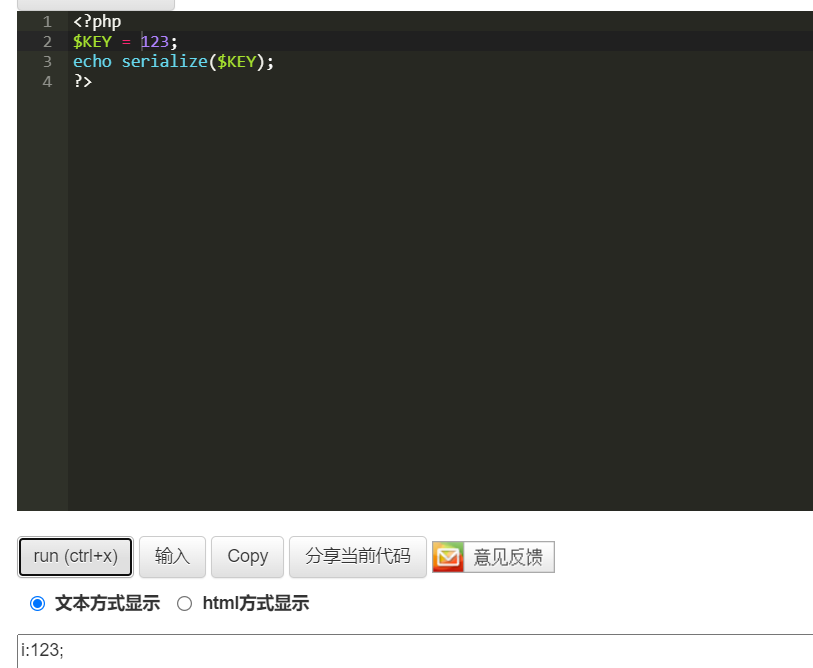 1 <?php
2 $KEY = 123;
3 echo serialize($KEY);
4 ?>
run (ctrl+x) 输入 Copy 分享当前代码 意见反馈
文本方式显示 html方式显示
i:123;